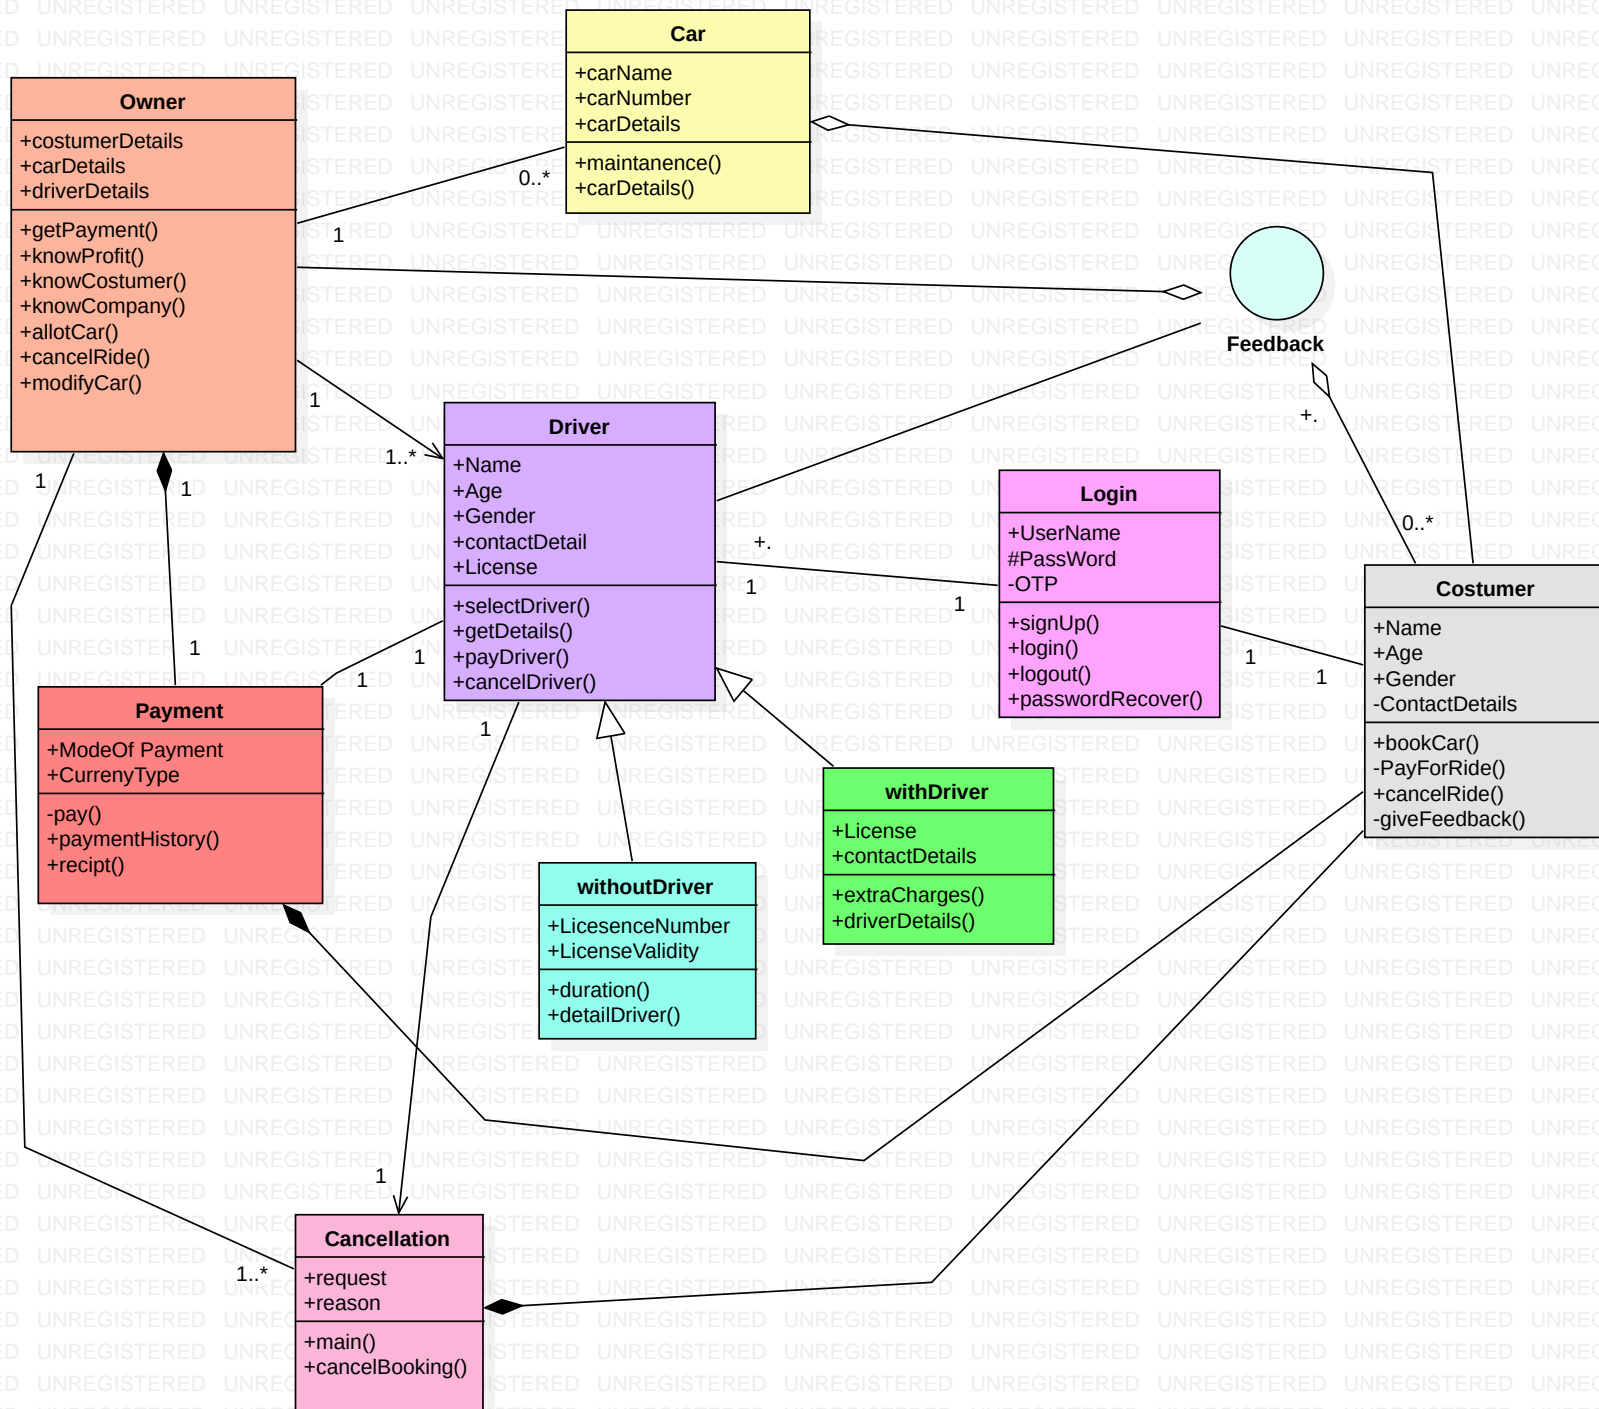 Car
+carName
+carNumber
+carDetails
+maintanence()
+carDetails()
Owner
+costumerDetails
+carDetails
+driverDetails
+getPayment()
+knowProfit()
+knowCostumer()
+knowCompany()
+allotCar()
+cancelRide()
+modifyCar()
0..*
1
Feedback
+.
0..*
1
1..*
1
1
Driver
+Name
+Age
+Gender
+contactDetail
+License
+selectDriver()
+getDetails()
+payDriver()
+cancelDriver()
+.
1
1
Login
+UserName
#PassWord
-OTP
+signUp()
+login()
+logout()
+passwordRecover()
1
1
Costumer
+Name
+Age
+Gender
-ContactDetails
+bookCar()
-PayForRide()
+cancelRide()
-giveFeedback()
1
1
1
Payment
+ModeOf Payment
+CurrenyType
-pay()
+paymentHistory()
+recipt()
1
withDriver
+License
+contactDetails
+extraCharges()
+driverDetails()
withoutDriver
+LicesenceNumber
+LicenseValidity
+duration()
+detailDriver()
1
1..*
Cancellation
+request
+reason
+main()
+cancelBooking()
UNREGISTERED